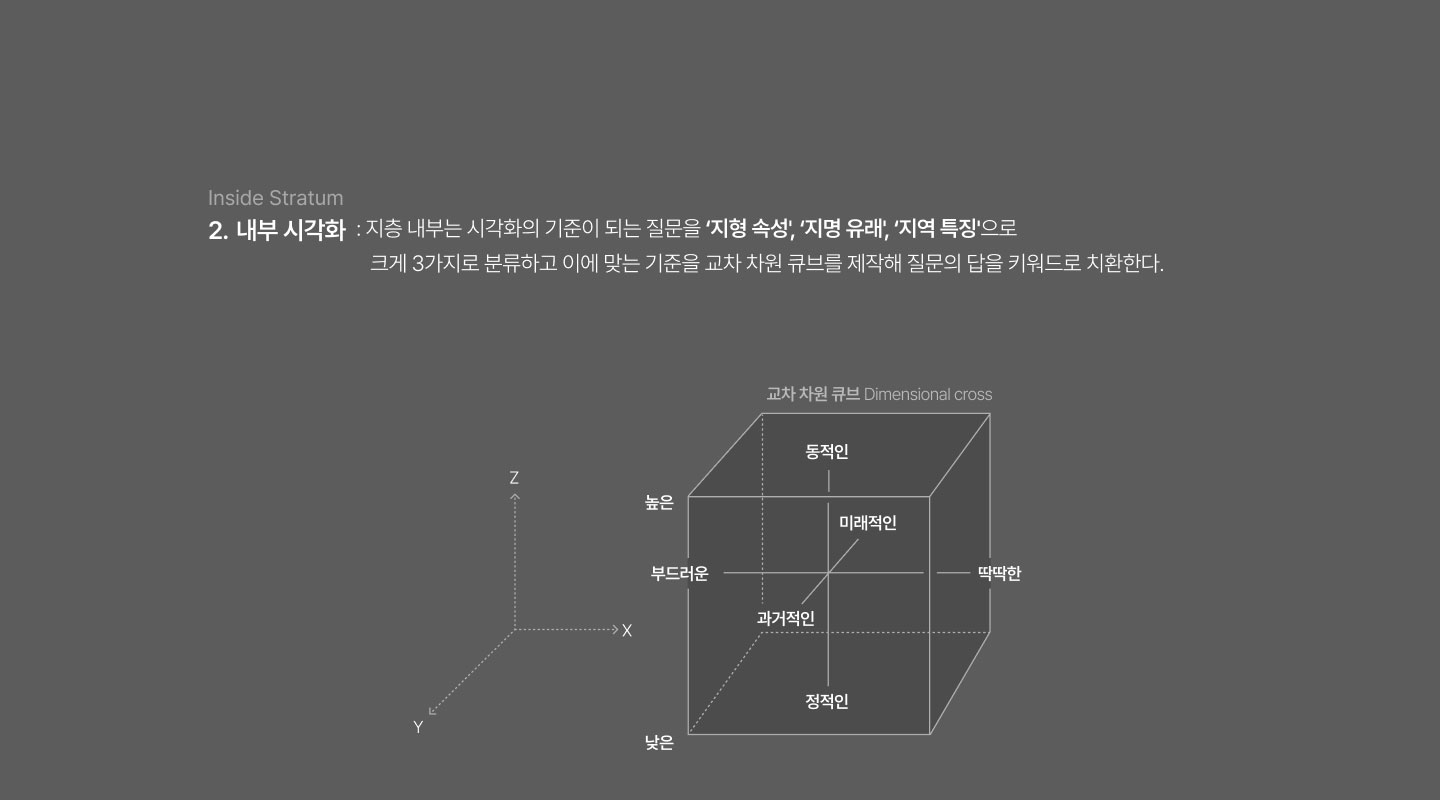 Inside Stratum
2. 내부 시각화 : 지층 내부는 시각화의 기준이 되는 질문을 ‘지형 속성', ‘지명 유래', ‘지역 특징'으로
크게 3가지로 분류하고 이에 맞는 기준을 교차 차원 큐브를 제작해 질문의 답을 키워드로 치환한다.
교차 차원 큐브 Dimensional cross
동적인
Z
높은
미래적인
부드러운
딱딱한
과거적인
X
정적인
Y
낮은